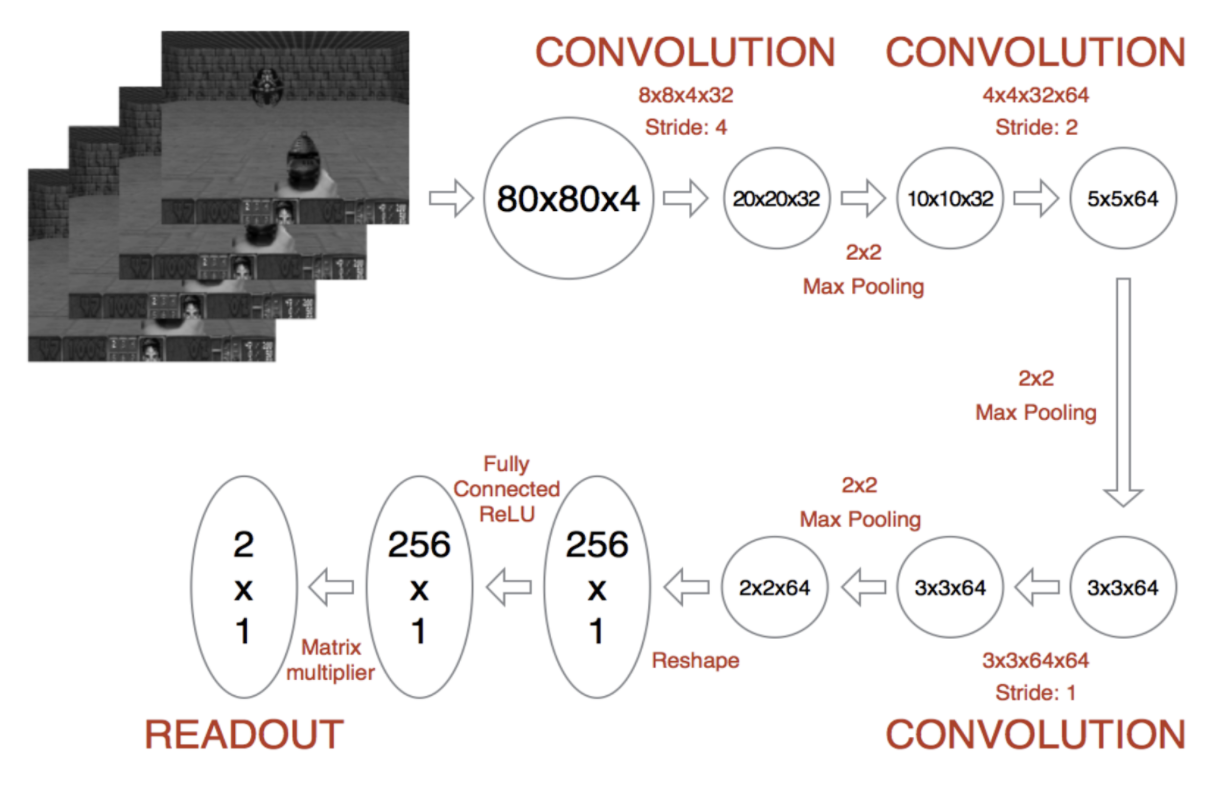 CONVOLUTION
8x8x4x32
Stride: 4
CONVOLUTION
4x4x32x64
Stride: 2
80x80x4
20x20x32
10x10x32
5x5x64
2x2
Max Pooling
2x2
Max Pooling
3x3x64
3x3x64x64
Stride: 1
CONVOLUTION
3x3x64
2x2
Max Pooling
2x2x64
Reshape
256
x
1
Fully
Connected
ReLU
256
x
1
Matrix
multiplier
2
x
1
READOUT